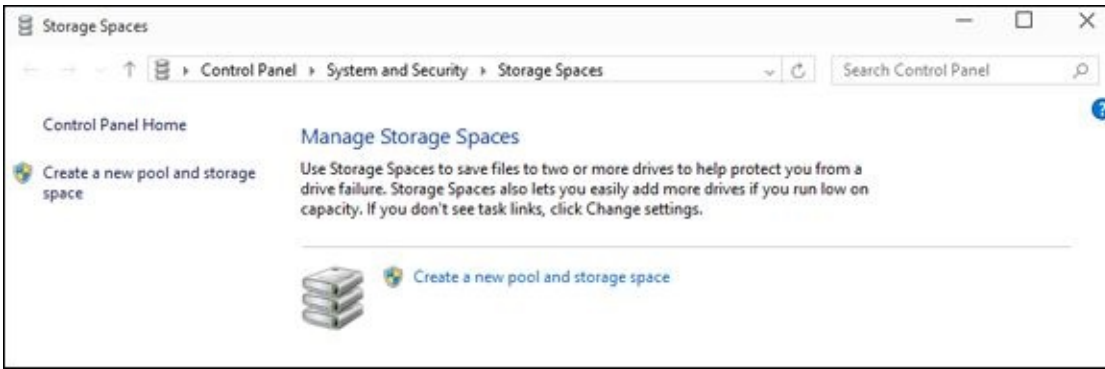 Storage Spaces
Control Panel › System and Security › Storage Spaces
Search Control Panel
?
Control Panel Home
Create a new pool and storage
space
Manage Storage Spaces
Use Storage Spaces to save files to two or more drives to help protect you from a
drive failure. Storage Spaces also lets you easily add more drives if you run low on
capacity. If you don't see task links, click Change settings.
Create a new pool and storage space